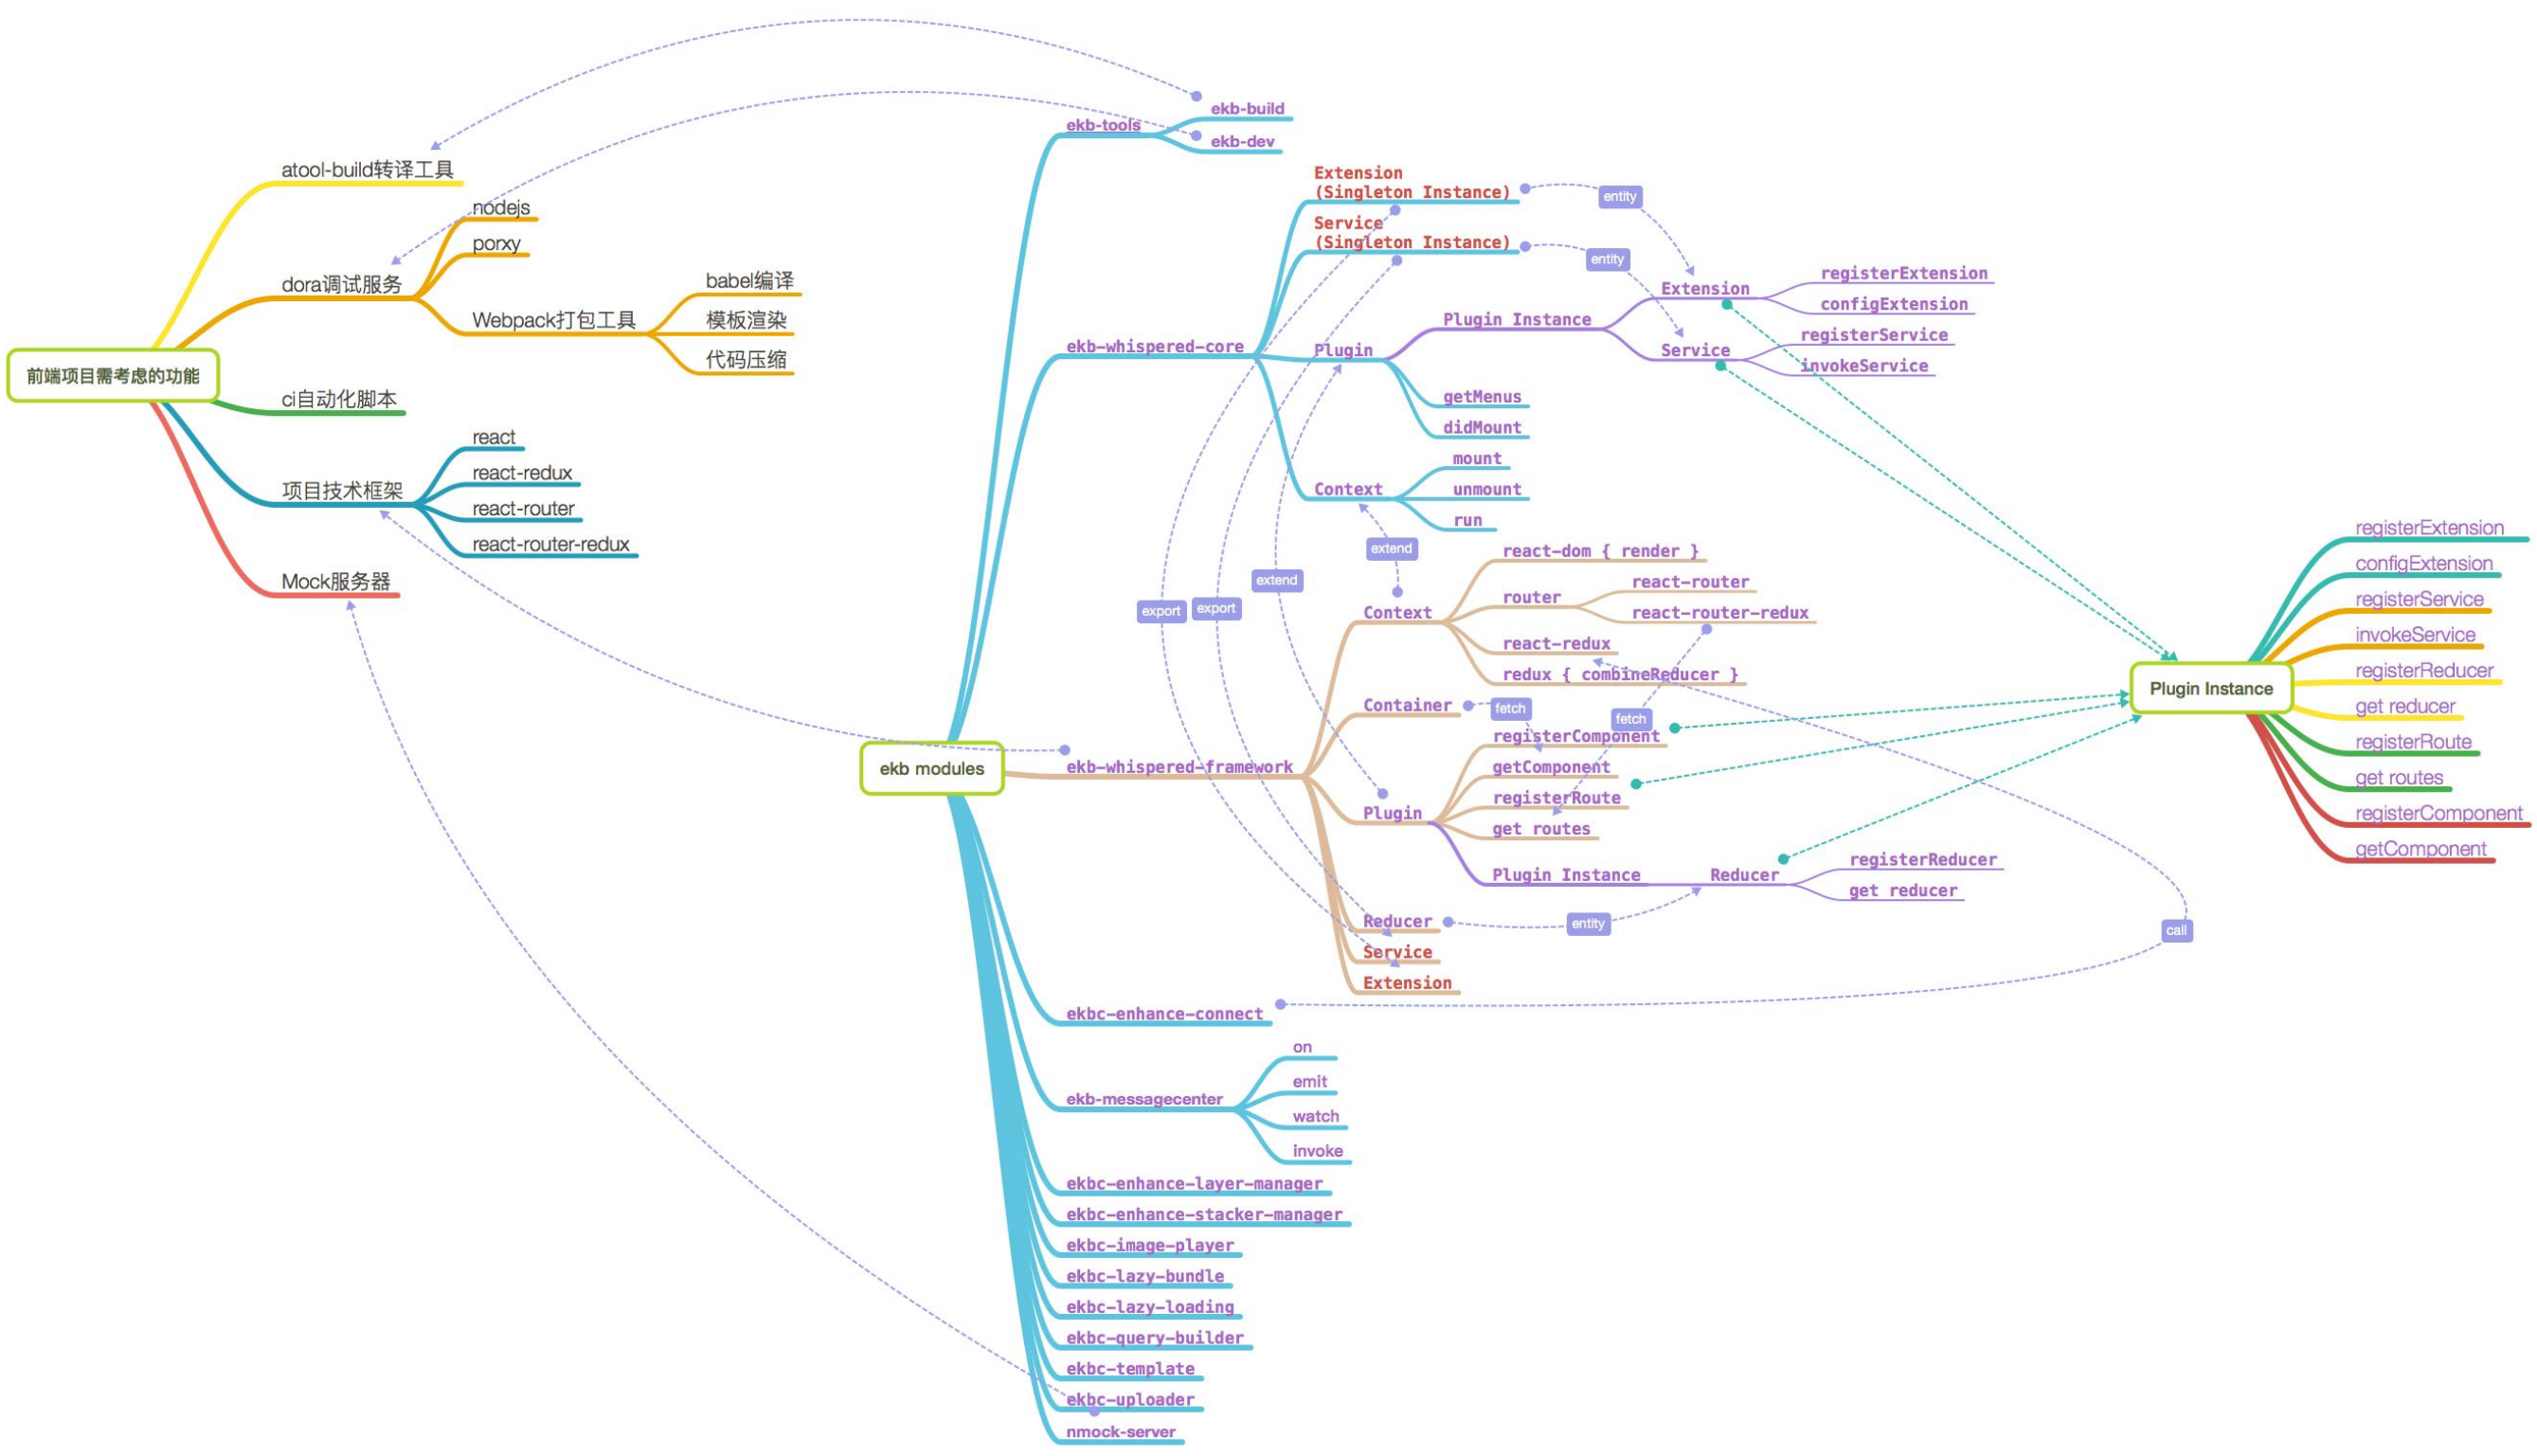 前端项目需考虑的功能
atool-build转译工具
dora调试服务
nodejs
porxy
Webpack打包工具
babel编译
模板渲染
代码压缩
ci自动化脚本
项目技术框架
react
react-redux
react-router
react-router-redux
Mock服务器
ekb modules
ekb-tools
ekb-build
ekb-dev
ekb-whispered-core
Extension
(Singleton Instance)
Service
(Singleton Instance)
entity
entity
Plugin
Plugin Instance
Extension
registerExtension
configExtension
Service
registerService
invokeService
getMenus
didMount
Context
mount
unmount
run
extend
extend
export
export
ekb-whispered-framework
Context
react-dom { render }
router
react-router
react-router-redux
react-redux
redux { combineReducer }
Container
fetch
fetch
Plugin
registerComponent
getComponent
registerRoute
get routes
Plugin Instance
Reducer
registerReducer
get reducer
Reducer
entity
Service
Extension
call
ekbc-enhance-connect
ekb-messagecenter
on
emit
watch
invoke
ekbc-enhance-layer-manager
ekbc-enhance-stacker-manager
ekbc-image-player
ekbc-lazy-bundle
ekbc-lazy-loading
ekbc-query-builder
ekbc-template
ekbc-uploader
nmock-server
Plugin Instance
registerExtension
configExtension
registerService
invokeService
registerReducer
get reducer
registerRoute
get routes
registerComponent
getComponent